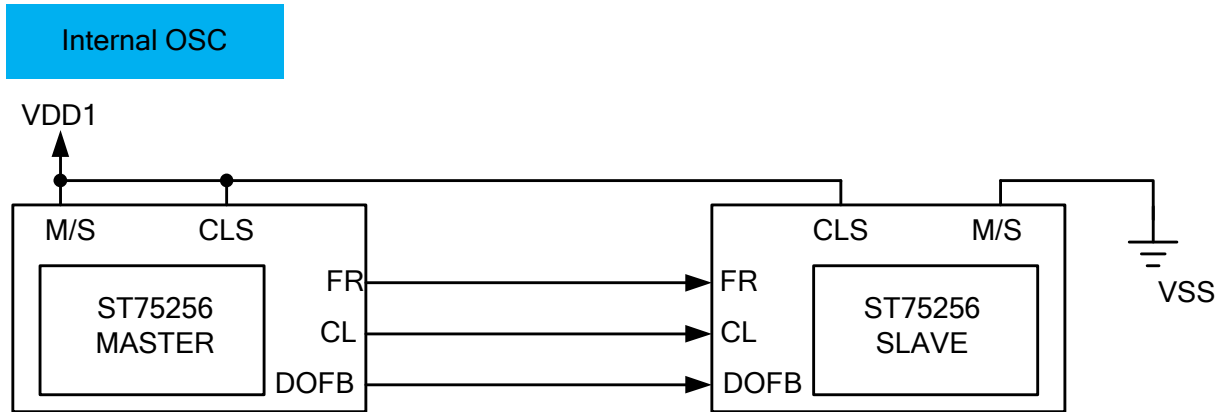 Internal OSC
VDD1
M/S
CLS
CLS
M/S
FR
FR
VSS
ST75256
MASTER
CL
CL
ST75256
SLAVE
DOFB
DOFB